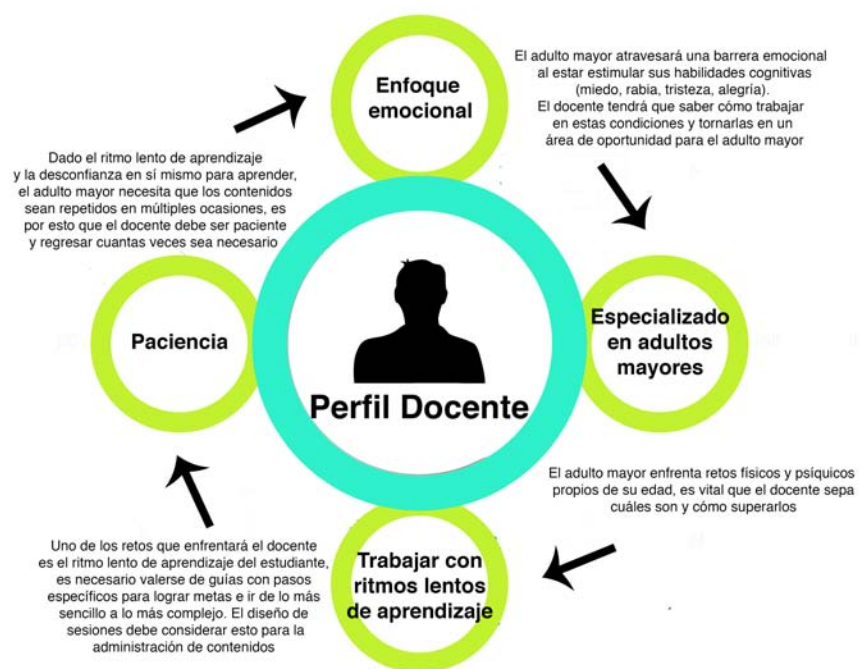 Enfoque
emocional
El adulto mayor atravesará una barrera emocional
al estar estimular sus habilidades cognitivas
(miedo, rabia, tristeza, alegría).
El docente tendrá que saber cómo trabajar
en estas condiciones y tornarlas en un
área de oportunidad para el adulto mayor
Dado el ritmo lento de aprendizaje
y la desconfianza en sí mismo para aprender,
el adulto mayor necesita que los contenidos
sean repetidos en múltiples ocasiones, es
por esto que el docente debe ser paciente
y regresar cuantas veces sea necesario
Paciencia
Perfil Docente
Especializado
en adultos
mayores
El adulto mayor enfrenta retos físicos y psíquicos
propios de su edad, es vital que el docente sepa
cuáles son y cómo superarlos
Uno de los retos que enfrentará el docente
es el ritmo lento de aprendizaje del estudiante,
es necesario valerse de guías con pasos
específicos para lograr metas e ir de lo más
sencillo a lo más complejo. El diseño de
sesiones debe considerar esto para la
administración de contenidos
Trabajar con
ritmos lentos
de aprendizaje